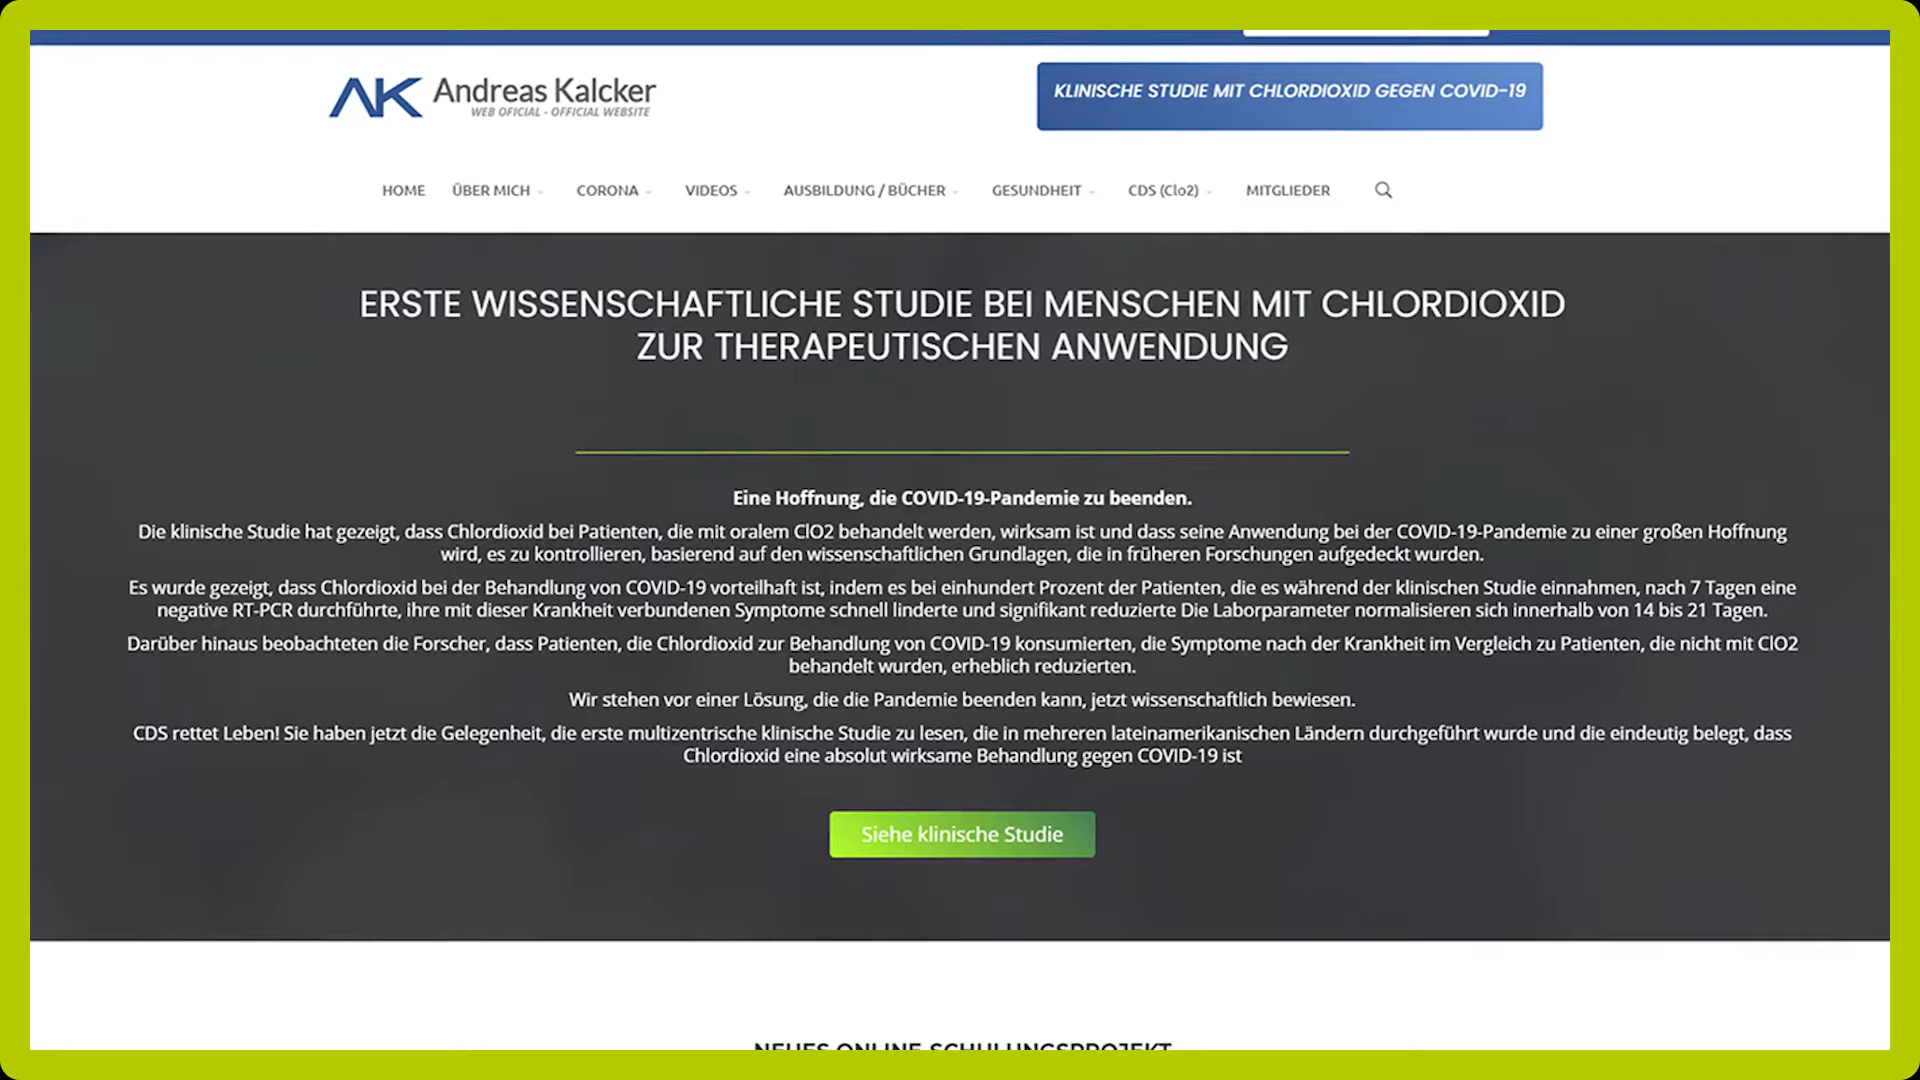 Andreas Kalcker
WEB OFICIAL - OFFICIAL WEBSITE
KLINISCHE STUDIE MIT CHLORDIOXID GEGEN COVID-19
HOME ÜBER MICH CORONA VIDEOS AUSBILDUNG / BÜCHER GESUNDHEIT CDS (Clo2) MITGLIEDER
ERSTE WISSENSCHAFTLICHE STUDIE BEI MENSCHEN MIT CHLORDIOXID
ZUR THERAPEUTISCHEN ANWENDUNG
Eine Hoffnung, die COVID-19-Pandemie zu beenden.
Die klinische Studie hat gezeigt, dass Chlordioxid bei Patienten, die mit oralem ClO2 behandelt werden, wirksam ist und dass seine Anwendung bei der COVID-19-Pandemie zu einer großen Hoffnung
wird, es zu kontrollieren, basierend auf den wissenschaftlichen Grundlagen, die in früheren Forschungen aufgedeckt wurden.
Es wurde gezeigt, dass Chlordioxid bei der Behandlung von COVID-19 vorteilhaft ist, indem es bei einhundert Prozent der Patienten, die es während der klinischen Studie einnahmen, nach 7 Tagen eine
negative RT-PCR durchführte, ihre mit dieser Krankheit verbundenen Symptome schnell linderte und signifikant reduzierte Die Laborparameter normalisieren sich innerhalb von 14 bis 21 Tagen.
Darüber hinaus beobachteten die Forscher, dass Patienten, die Chlordioxid zur Behandlung von COVID-19 konsumierten, die Symptome nach der Krankheit im Vergleich zu Patienten, die nicht mit ClO2
behandelt wurden, erheblich reduzierten.
Wir stehen vor einer Lösung, die die Pandemie beenden kann, jetzt wissenschaftlich bewiesen.
CDS rettet Leben! Sie haben jetzt die Gelegenheit, die erste multizentrische klinische Studie zu lesen, die in mehreren lateinamerikanischen Ländern durchgeführt wurde und die eindeutig belegt, dass
Chlordioxid eine absolut wirksame Behandlung gegen COVID-19 ist
Siehe klinische Studie
NEUES ONLINE SCHULUNGSPROJEKT